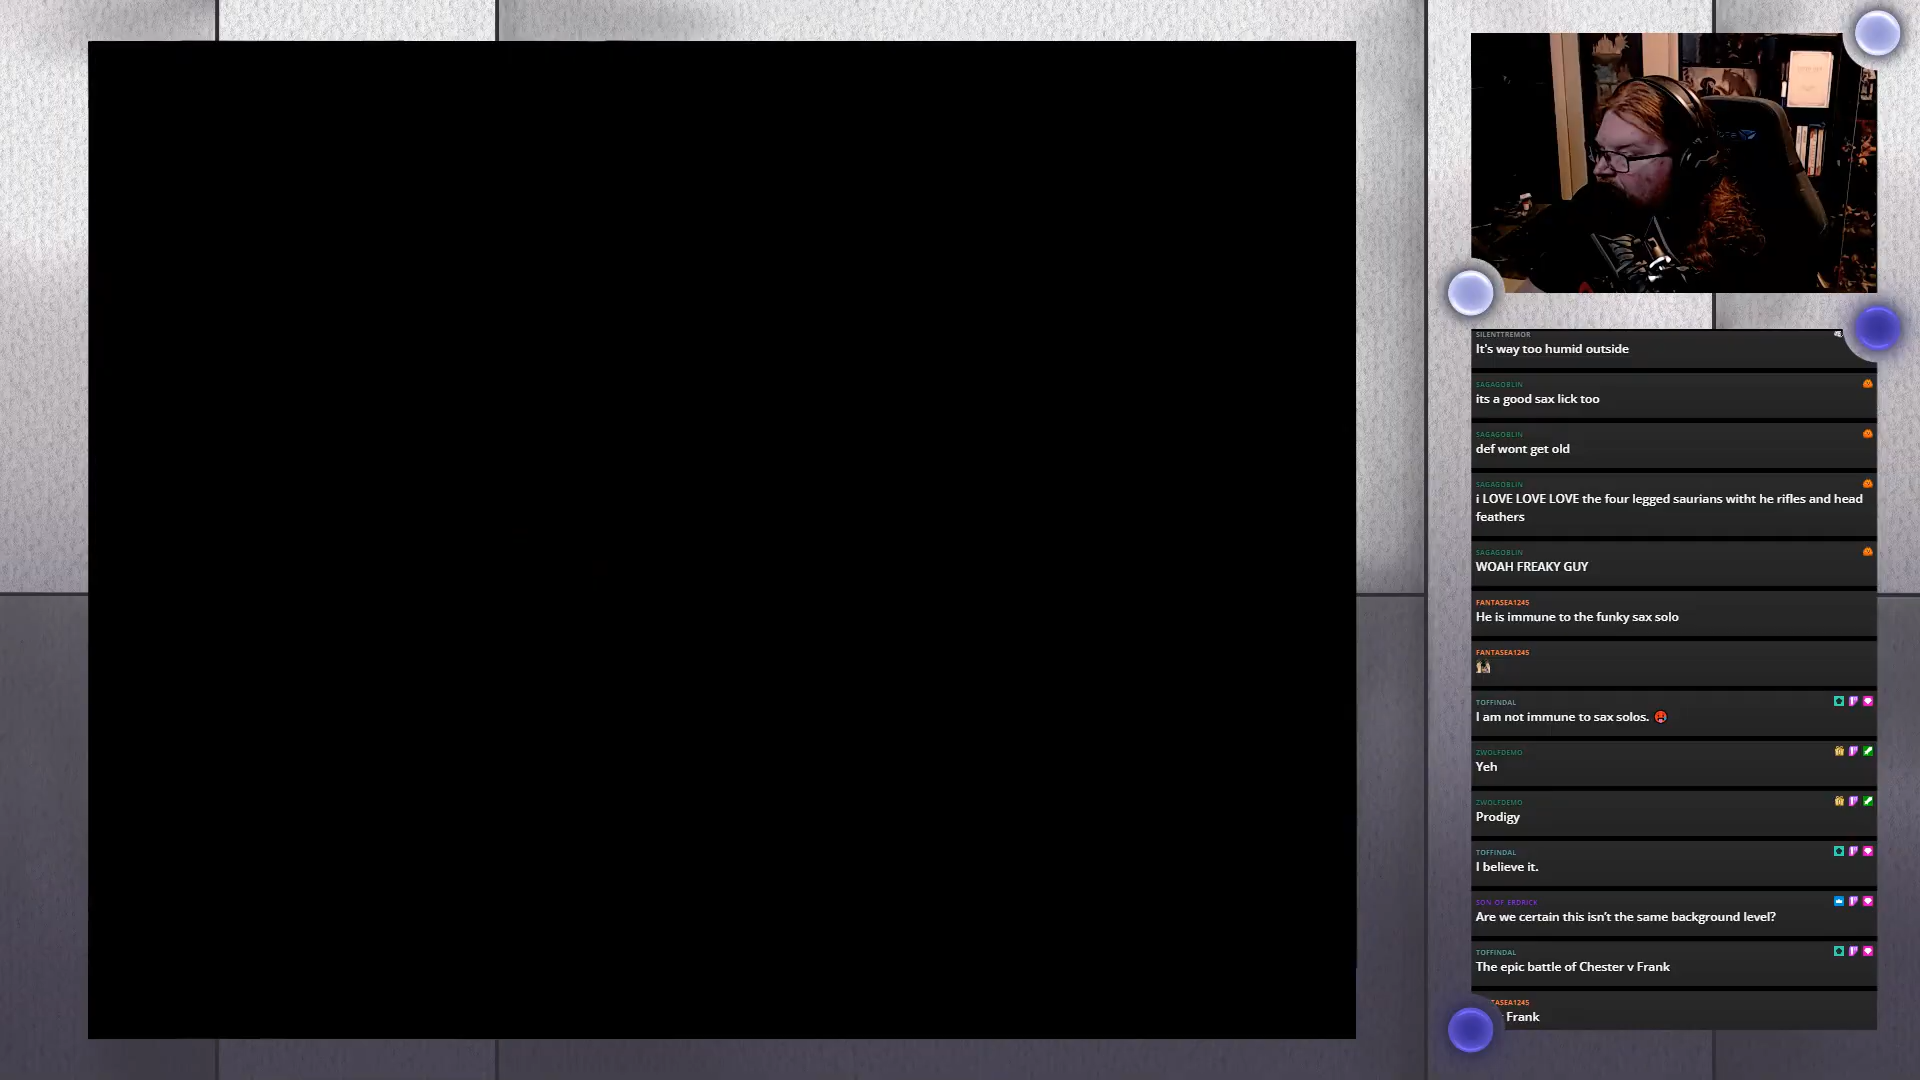 SILENTTREMOR
It's way too humid outside
SAGAGOBLIN
its a good sax lick too
SAGAGOBLIN
def wont get old
SAGAGOBLIN
i LOVE LOVE LOVE the four legged saurians witht he rifles and head
feathers
SAGAGOBLIN
WOAH FREAKY GUY
FANTASEA1245
He is immune to the funky sax solo
FANTASEA1245
TOFFINDAL
I am not immune to sax solos.
ZWOLFDEMO
Yeh
ZWOLFDEMO
Prodigy
TOFFINDAL
I believe it.
SON OF ERDRICK
Are we certain this isn't the same background level?
TOFFINDAL
The epic battle of Chester v Frank
TASEA1245
Frank